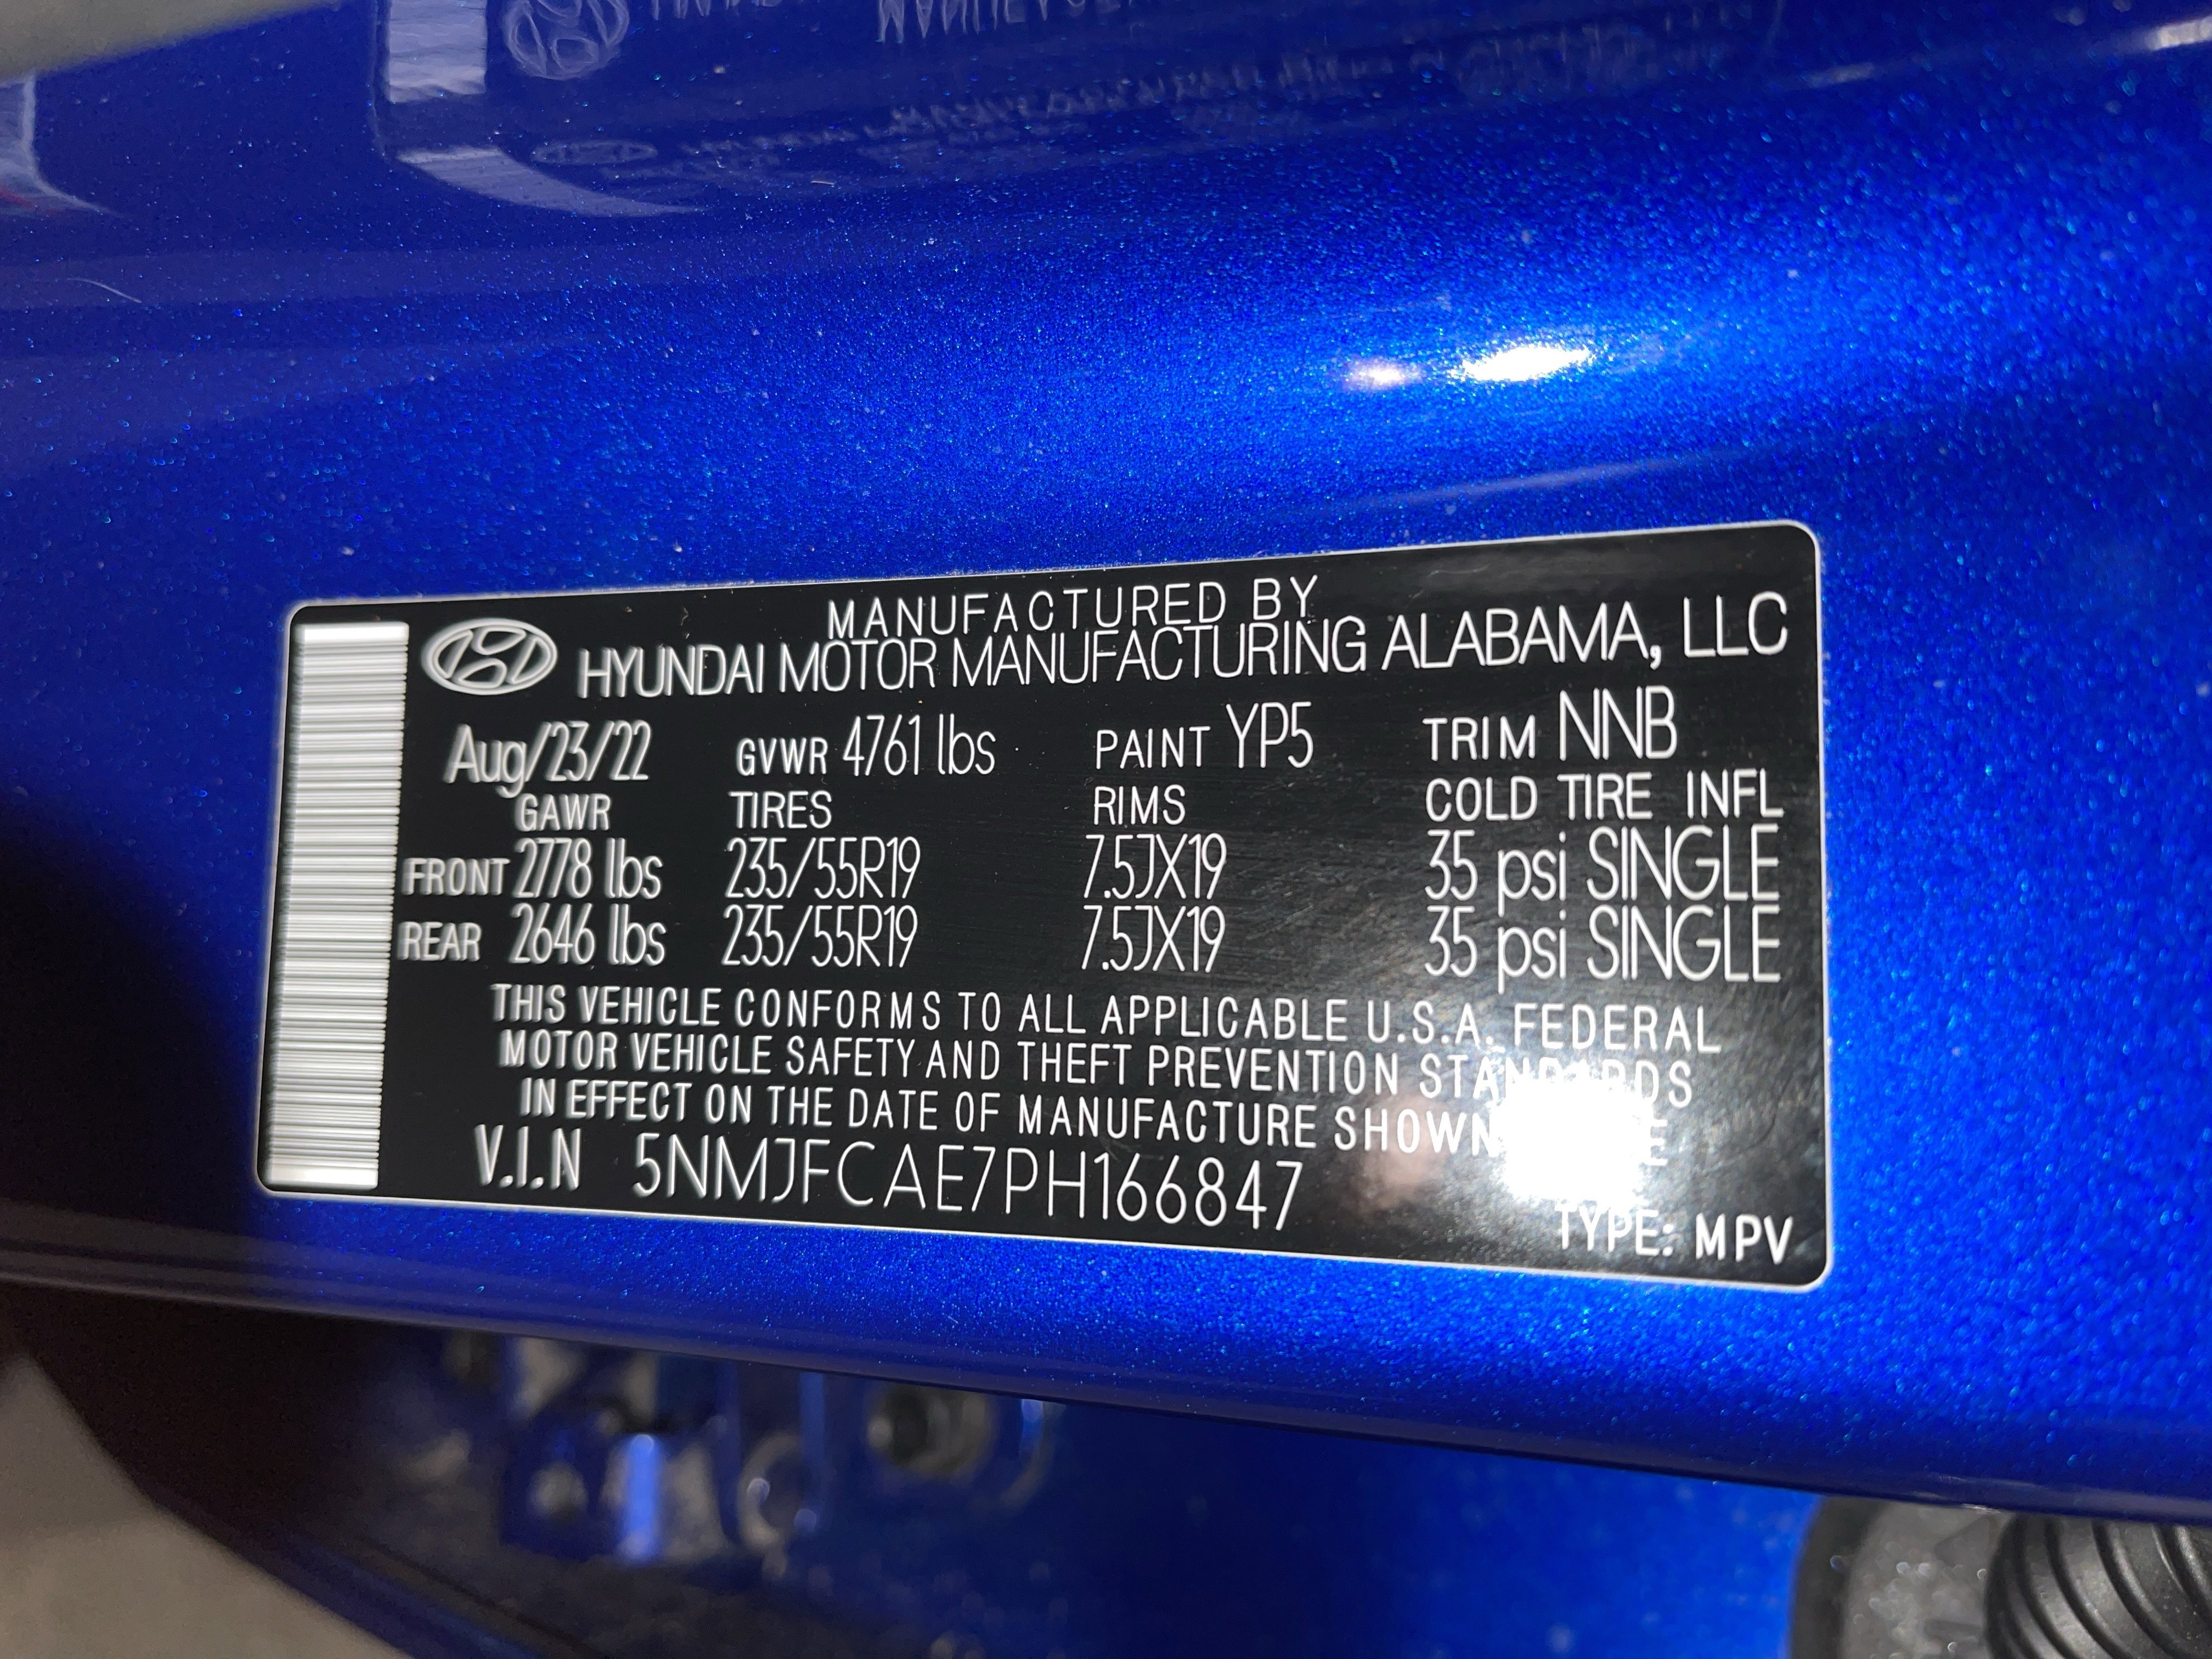 MANUFACTURED BY
HYUNDAI MOTOR MANUFACTURING ALABAMA, LLC
Aug/23/22 GVWR 4761 lbs PAINT YP5 TRIM NNB
GAWR TIRES RIMS COLD TIRE INFL
FRONT 2778 lbs 235/55R19 7.5JX19 35 psi SINGLE
REAR 2646 lbs 235/55R19 7.5JX19 35 psi SINGLE
THIS VEHICLE CONFORMS TO ALL APPLICABLE U.S.A. FEDERAL
MOTOR VEHICLE SAFETY AND THEFT PREVENTION STANDARDS
IN EFFECT ON THE DATE OF MANUFACTURE SHOWN
V.I.N 5NMJFCAE7PH166847
TYPE: MPV